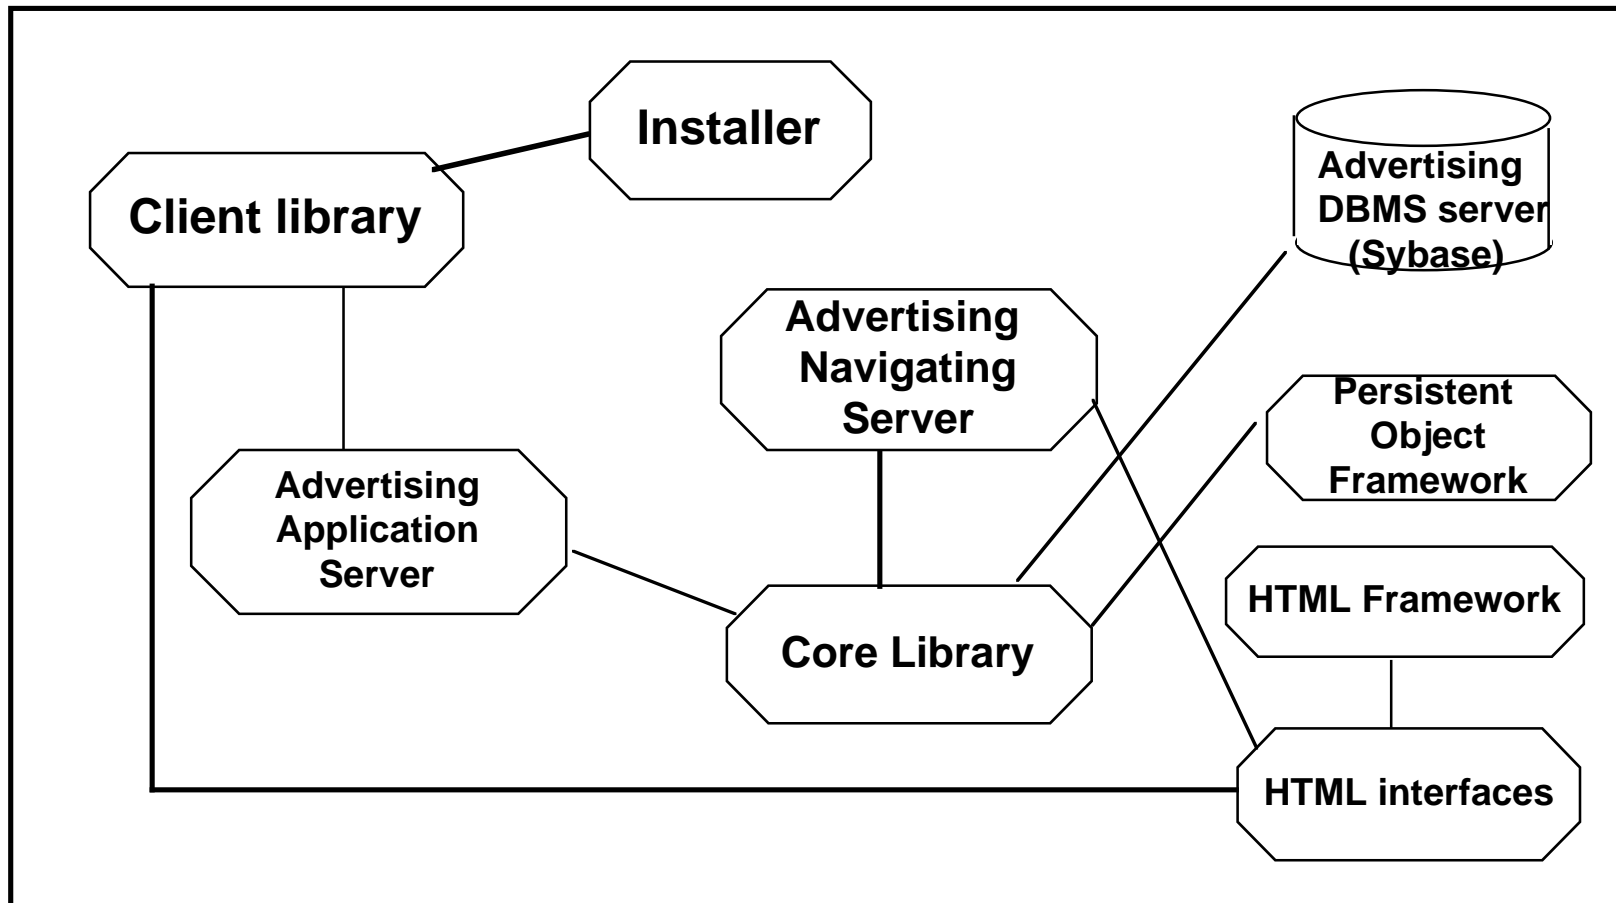 Installer
Client library
Advertising
DBMS server
(Sybase)
Advertising
Navigating
Server
Persistent
Object
Framework
Advertising
Application
Server
HTML Framework
Core Library
HTML interfaces